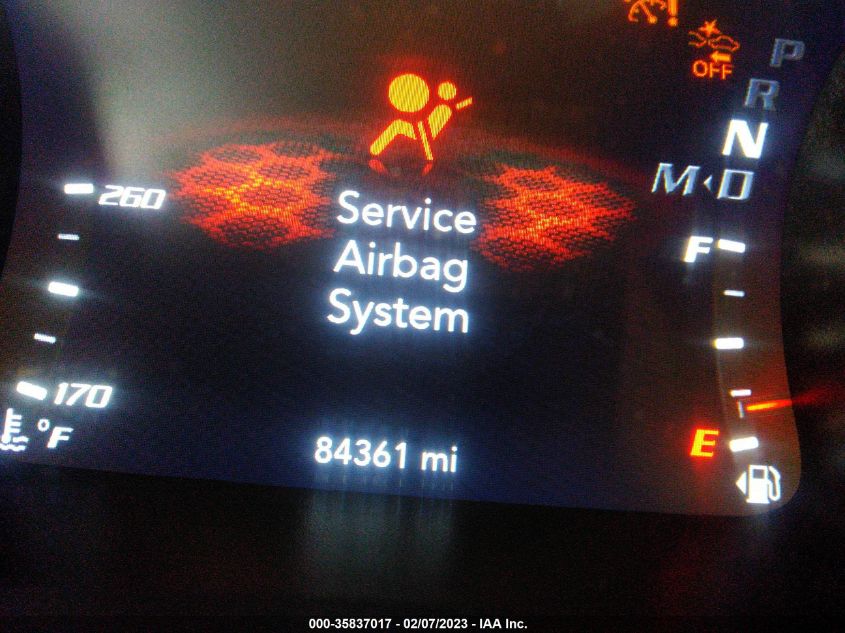 OFF
P
R
N
M D
260
Service
Airbag
System
F
170
°F
84361 mi
E
000-35837017 - 02/07/2023 - IAA Inc.